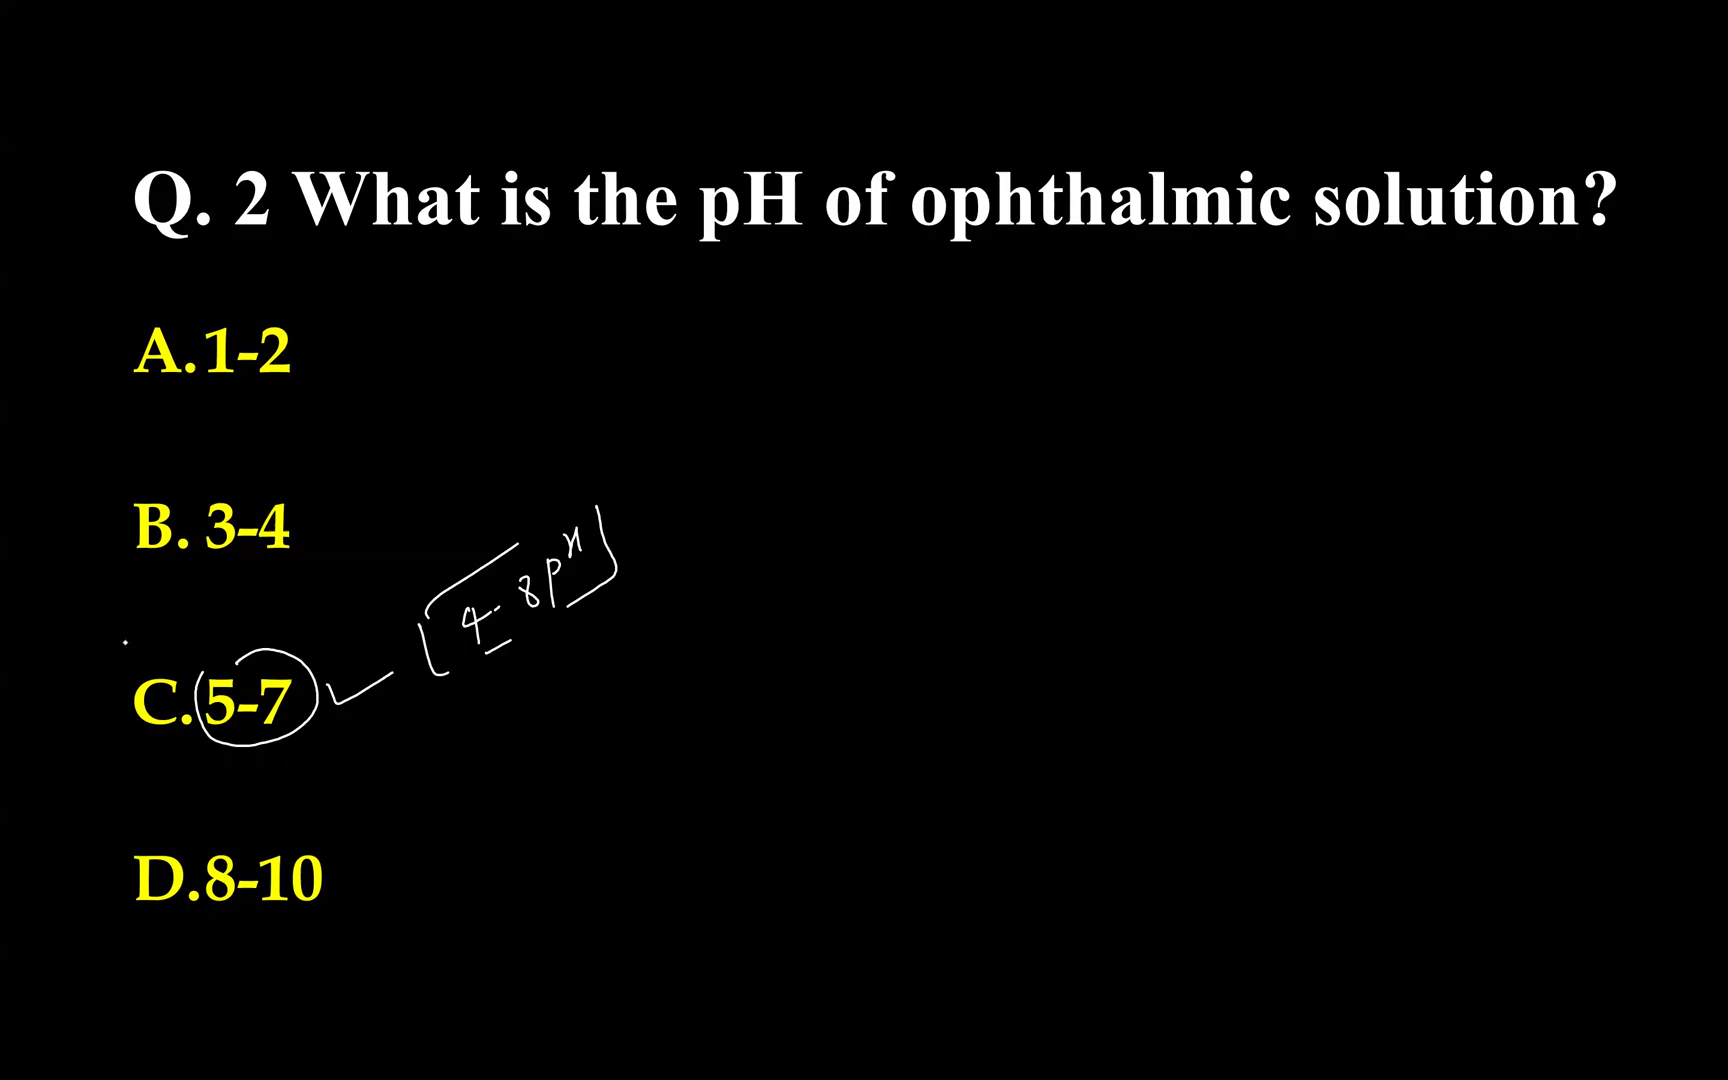 Q. 2 What is the pH of ophthalmic solution?
A. 1-2
B. 3-4
4-8 pH
C. 5-7
D. 8-10